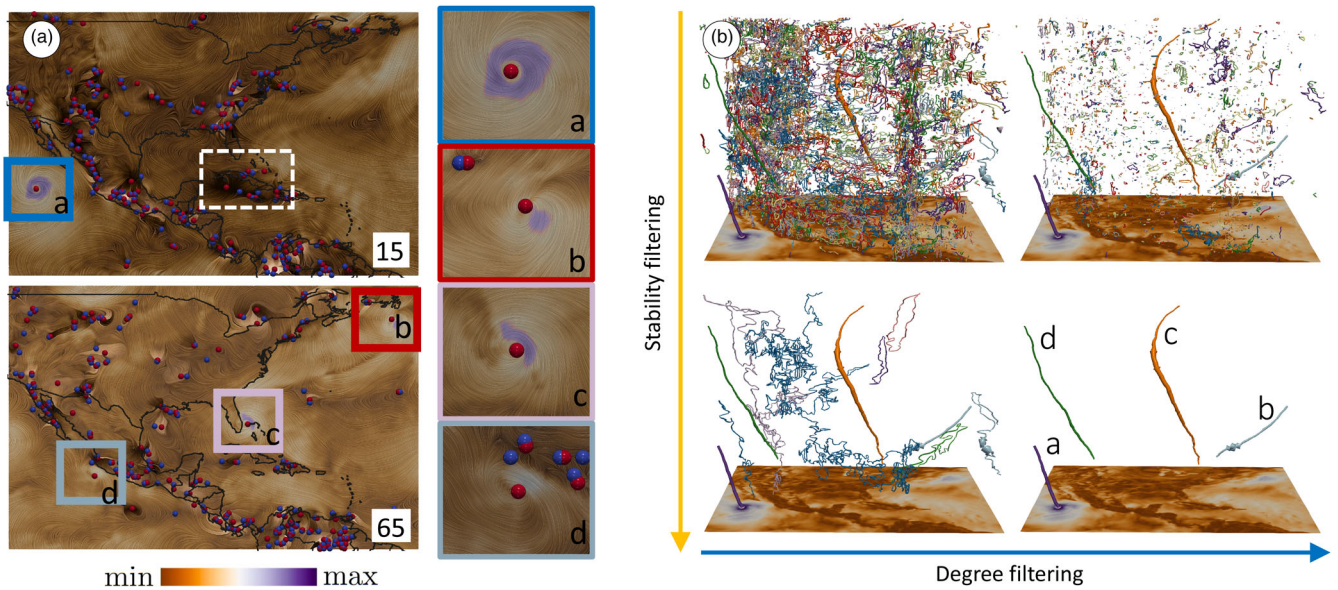 (a)
a
15
b
c
d
65
min
max
a
b
c
d
(b)
Stability filtering
d
c
b
a
Degree filtering